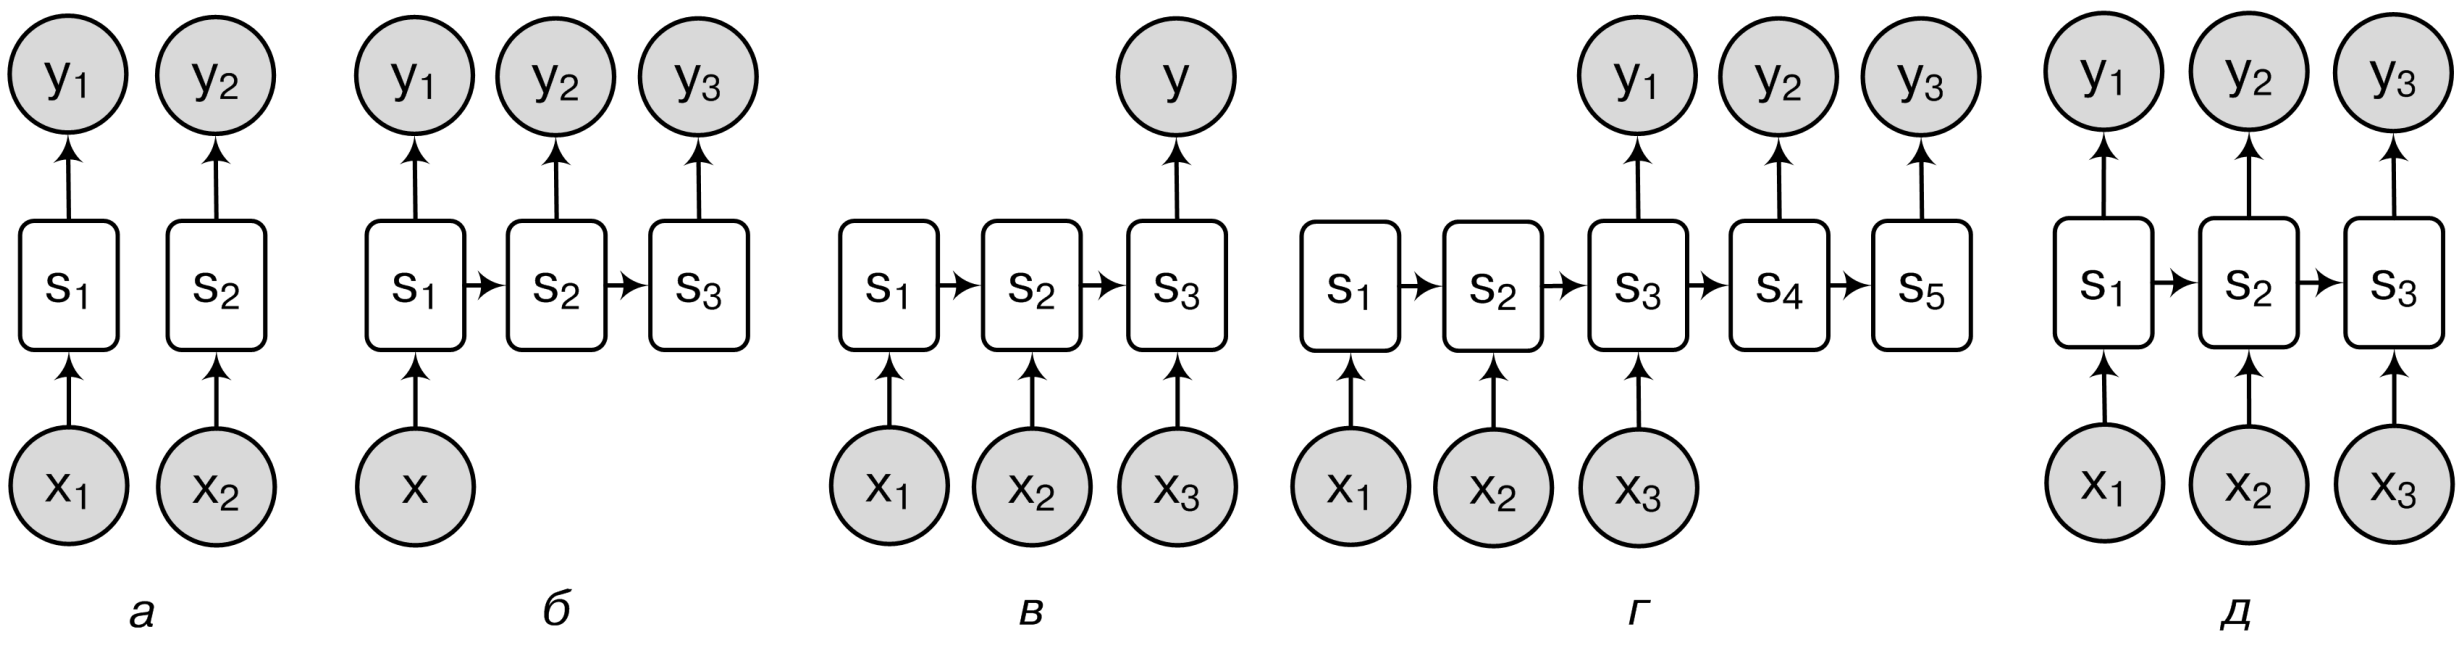 y₁ y₂ y₁ y₂ y₃ y y₁ y₂ y₃ y₁ y₂ y₃
s₁ s₂ s₁ s₂ s₃ s₁ s₂ s₃ s₁ s₂ s₃ s₄ s₅ s₁ s₂ s₃
x₁ x₂ x x₁ x₂ x₃ x₁ x₂ x₃ x₁ x₂ x₃
а б в г д